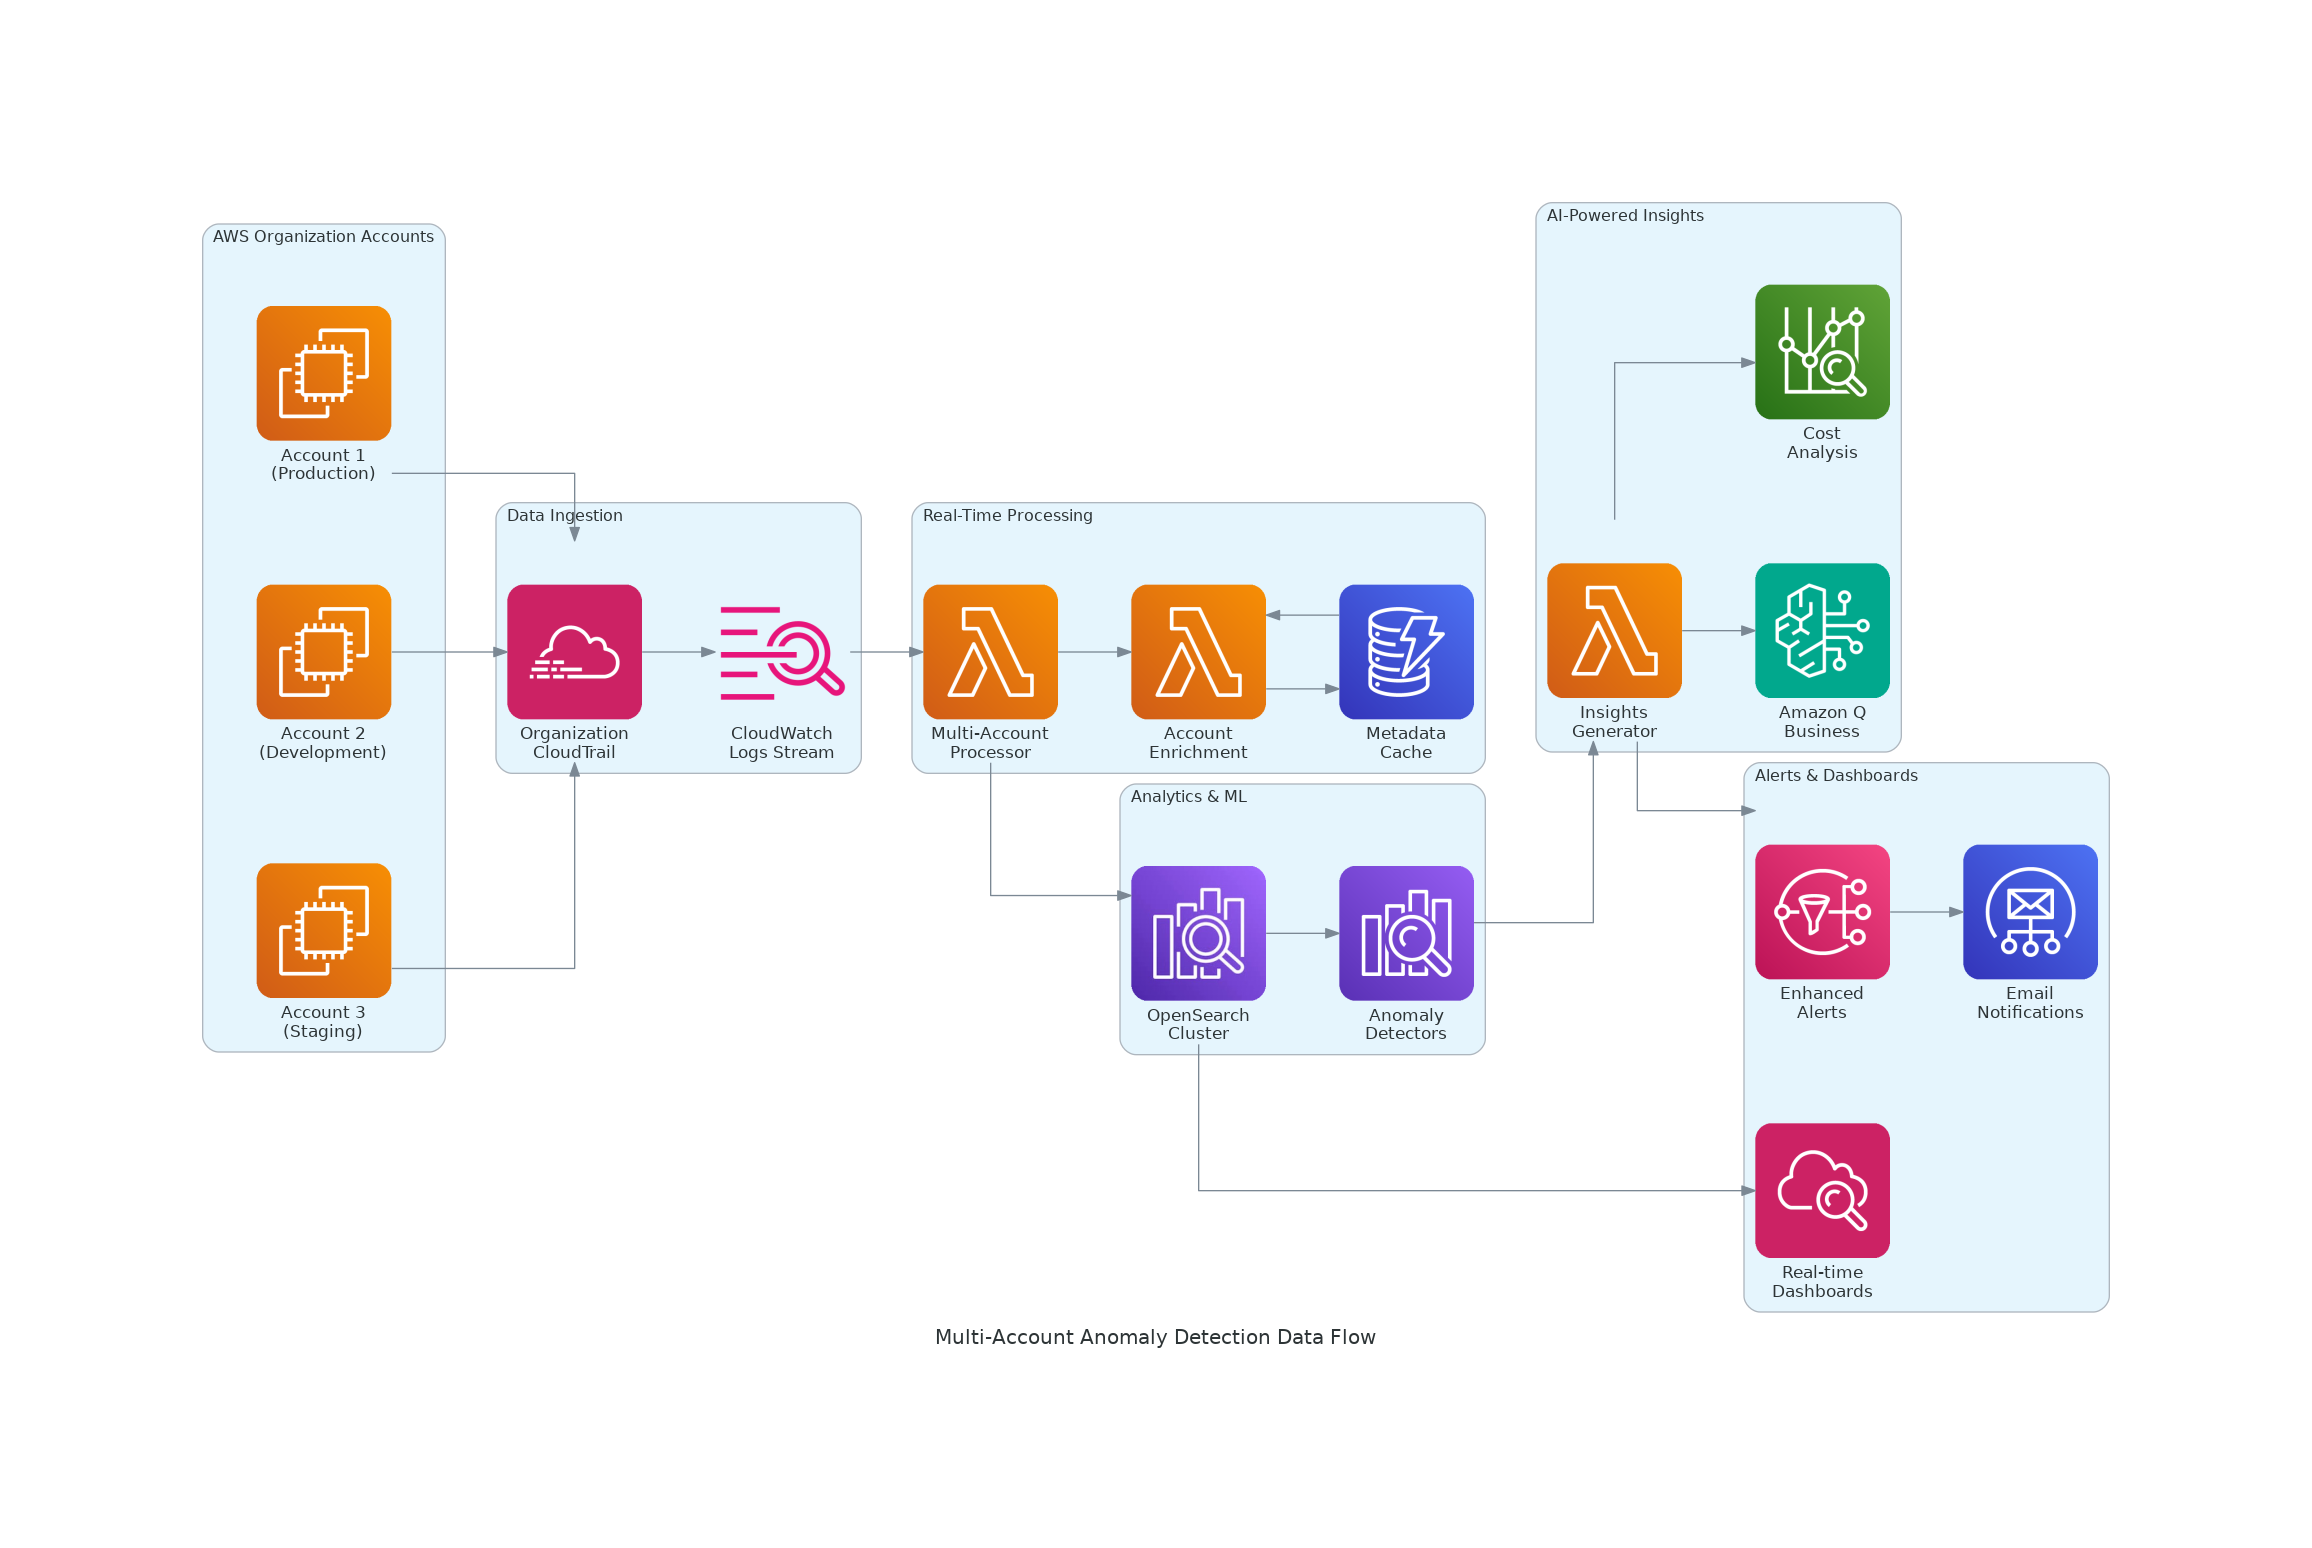 AWS Organization Accounts
Account 1
(Production)
Account 2
(Development)
Account 3
(Staging)
Data Ingestion
Organization
CloudTrail
CloudWatch
Logs Stream
Real-Time Processing
Multi-Account
Processor
Account
Enrichment
Metadata
Cache
Analytics & ML
OpenSearch
Cluster
Anomaly
Detectors
AI-Powered Insights
Cost
Analysis
Insights
Generator
Amazon Q
Business
Alerts & Dashboards
Enhanced
Alerts
Email
Notifications
Real-time
Dashboards
Multi-Account Anomaly Detection Data Flow